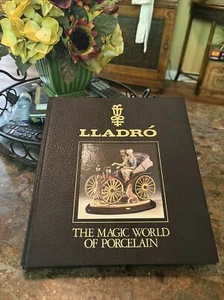 LLADRÓ
THE MAGIC WORLD
OF PORCELAIN